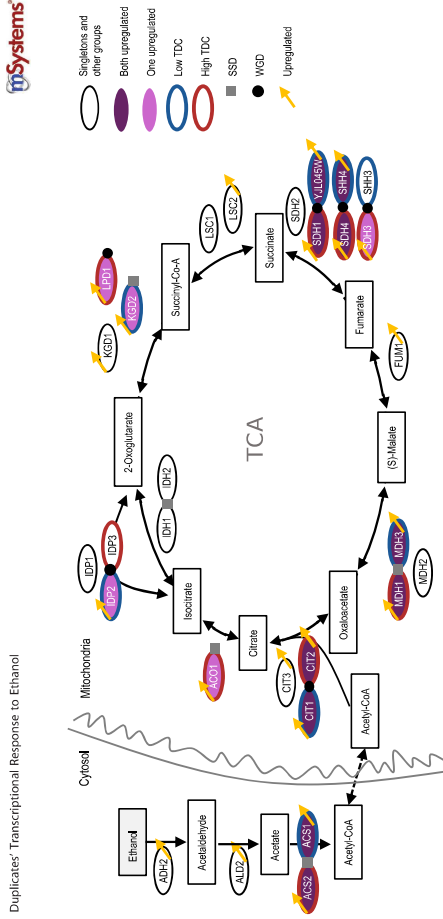 Duplicates' Transcriptional Response to Ethanol
mSystems®
Cytosol
Mitochondria
Ethanol
ADH2
Acetaldehyde
ALD2
Acetate
ACS2
ACS1
Acetyl-CoA
Acetyl-CoA
CIT3
CIT1
CIT2
Citrate
Oxaloacetate
ACO1
Isocitrate
IDP1
IDP2
IDP3
IDH1
IDH2
2-Oxoglutarate
KGD1
LPD1
KGD2
Succinyl-Co-A
LSC1
LSC2
Succinate
SDH2
SDH1
YJL045W
SDH4
SHH4
SDH3
SHH3
Fumarate
FUM1
(S)-Malate
MDH1
MDH3
MDH2
TCA
Singletons and
other groups
Both upregulated
One upregulated
Low TDC
High TDC
SSD
WGD
Upregulated